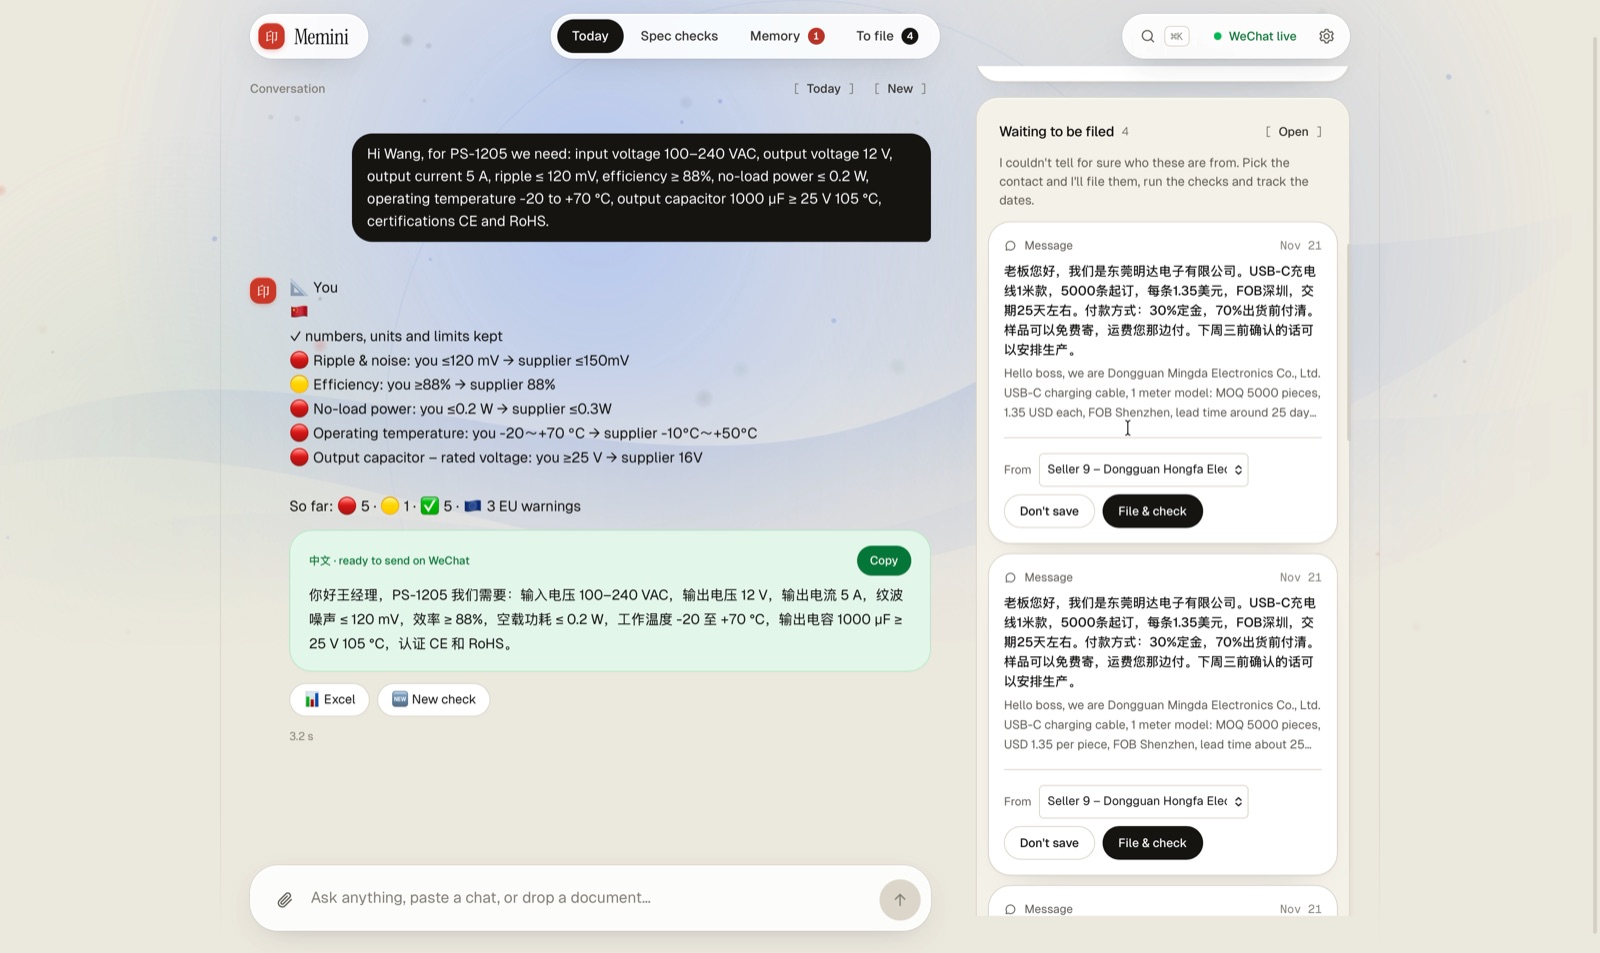 印 Memini
Today Spec checks Memory 1 To file 4
⌘K WeChat live
Conversation
[ Today ] [ New ]
Hi Wang, for PS-1205 we need: input voltage 100–240 VAC, output voltage 12 V,
output current 5 A, ripple ≤ 120 mV, efficiency ≥ 88%, no-load power ≤ 0.2 W,
operating temperature -20 to +70 °C, output capacitor 1000 µF ≥ 25 V 105 °C,
certifications CE and RoHS.
印
📐 You
🇨🇳
✓ numbers, units and limits kept
🔴 Ripple & noise: you ≤120 mV → supplier ≤150mV
🟡 Efficiency: you ≥88% → supplier 88%
🔴 No-load power: you ≤0.2 W → supplier ≤0.3W
🔴 Operating temperature: you -20～+70 °C → supplier -10°C～+50°C
🔴 Output capacitor – rated voltage: you ≥25 V → supplier 16V
So far: 🔴 5 · 🟡 1 · ✅ 5 · 🇪🇺 3 EU warnings
中文 · ready to send on WeChat
Copy
你好王经理，PS-1205 我们需要：输入电压 100–240 VAC，输出电压 12 V，输出电流 5 A，纹波
噪声 ≤ 120 mV，效率 ≥ 88%，空载功耗 ≤ 0.2 W，工作温度 -20 至 +70 °C，输出电容 1000 µF ≥
25 V 105 °C，认证 CE 和 RoHS。
📊 Excel 🆕 New check
3.2 s
Ask anything, paste a chat, or drop a document...
Waiting to be filed 4
[ Open ]
I couldn't tell for sure who these are from. Pick the
contact and I'll file them, run the checks and track the
dates.
Message Nov 21
老板您好，我们是东莞明达电子有限公司。USB-C充电
线1米款，5000条起订，每条1.35美元，FOB深圳，交
期25天左右。付款方式：30%定金，70%出货前付清。
样品可以免费寄，运费您那边付。下周三前确认的话可
以安排生产。
Hello boss, we are Dongguan Mingda Electronics Co., Ltd.
USB-C charging cable, 1 meter model: MOQ 5000 pieces,
1.35 USD each, FOB Shenzhen, lead time around 25 day...
From Seller 9 – Dongguan Hongfa Elec
Don't save File & check
Message Nov 21
老板您好，我们是东莞明达电子有限公司。USB-C充电
线1米款，5000条起订，每条1.35美元，FOB深圳，交
期25天左右。付款方式：30%定金，70%出货前付清。
样品可以免费寄，运费您那边付。下周三前确认的话可
以安排生产。
Hello boss, we are Dongguan Mingda Electronics Co., Ltd.
USB-C charging cable, 1 meter model: MOQ 5000 pieces,
USD 1.35 per piece, FOB Shenzhen, lead time about 25...
From Seller 9 – Dongguan Hongfa Elec
Don't save File & check
Message Nov 21